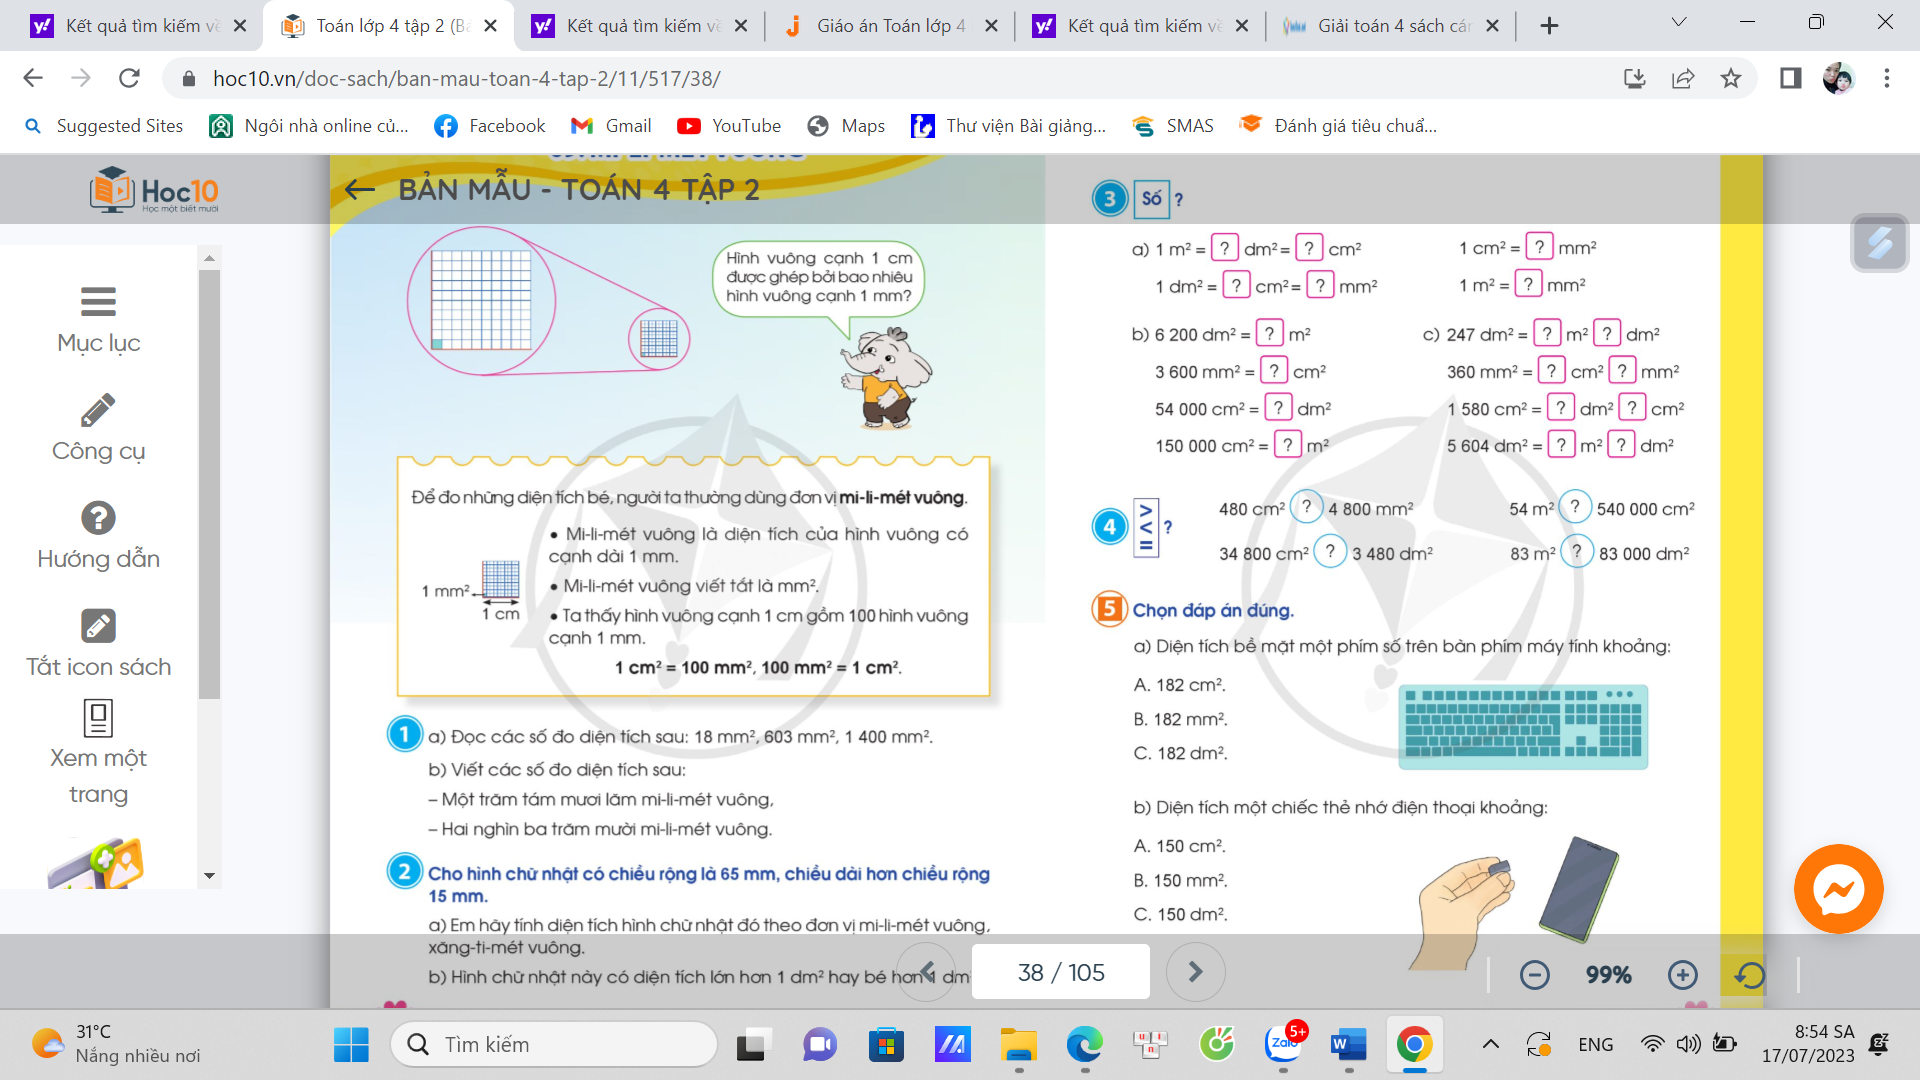 Kết quả tìm kiếm về
Toán lớp 4 tập 2 (Bả
Kết quả tìm kiếm về
Giáo án Toán lớp 4
Kết quả tìm kiếm về
Giải toán 4 sách cán
hoc10.vn/doc-sach/ban-mau-toan-4-tap-2/11/517/38/
Suggested Sites
Ngôi nhà online củ...
Facebook
Gmail
YouTube
Maps
Thư viện Bài giảng...
SMAS
Đánh giá tiêu chuẩ...
Hoc10
Học một biết mười
BẢN MẪU - TOÁN 4 TẬP 2
Mục lục
Công cụ
Hướng dẫn
Tắt icon sách
Xem một
trang
Hình vuông cạnh 1 cm
được ghép bởi bao nhiêu
hình vuông cạnh 1 mm?
Để đo những diện tích bé, người ta thường dùng đơn vị mi-li-mét vuông.
• Mi-li-mét vuông là diện tích của hình vuông có
cạnh dài 1 mm.
• Mi-li-mét vuông viết tắt là mm².
• Ta thấy hình vuông cạnh 1 cm gồm 100 hình vuông
cạnh 1 mm.
1 cm² = 100 mm², 100 mm² = 1 cm².
1 mm²
1 cm
1 a) Đọc các số đo diện tích sau: 18 mm², 603 mm², 1 400 mm².
b) Viết các số đo diện tích sau:
– Một trăm tám mươi lăm mi-li-mét vuông,
– Hai nghìn ba trăm mười mi-li-mét vuông.
2 Cho hình chữ nhật có chiều rộng là 65 mm, chiều dài hơn chiều rộng
15 mm.
a) Em hãy tính diện tích hình chữ nhật đó theo đơn vị mi-li-mét vuông,
xăng-ti-mét vuông.
b) Hình chữ nhật này có diện tích lớn hơn 1 dm² hay bé hơn 1 dm
3 Số ?
a) 1 m² = ? dm² = ? cm²
1 cm² = ? mm²
1 dm² = ? cm² = ? mm²
1 m² = ? mm²
b) 6 200 dm² = ? m²
c) 247 dm² = ? m² ? dm²
3 600 mm² = ? cm²
360 mm² = ? cm² ? mm²
54 000 cm² = ? dm²
1 580 cm² = ? dm² ? cm²
150 000 cm² = ? m²
5 604 dm² = ? m² ? dm²
4 > < = ?
480 cm² ? 4 800 mm²
54 m² ? 540 000 cm²
34 800 cm² ? 3 480 dm²
83 m² ? 83 000 dm²
5 Chọn đáp án đúng.
a) Diện tích bề mặt một phím số trên bàn phím máy tính khoảng:
A. 182 cm².
B. 182 mm².
C. 182 dm².
b) Diện tích một chiếc thẻ nhớ điện thoại khoảng:
A. 150 cm².
B. 150 mm².
C. 150 dm².
38 / 105
99%
31°C
Nắng nhiều nơi
Tìm kiếm
Zalo
5+
ENG
8:54 SA
17/07/2023